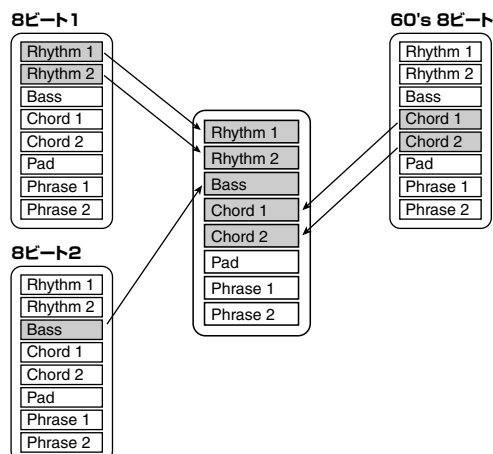 8ビート1
Rhythm 1
Rhythm 2
Bass
Chord 1
Chord 2
Pad
Phrase 1
Phrase 2
8ビート2
Rhythm 1
Rhythm 2
Bass
Chord 1
Chord 2
Pad
Phrase 1
Phrase 2
Rhythm 1
Rhythm 2
Bass
Chord 1
Chord 2
Pad
Phrase 1
Phrase 2
60's 8ビート
Rhythm 1
Rhythm 2
Bass
Chord 1
Chord 2
Pad
Phrase 1
Phrase 2